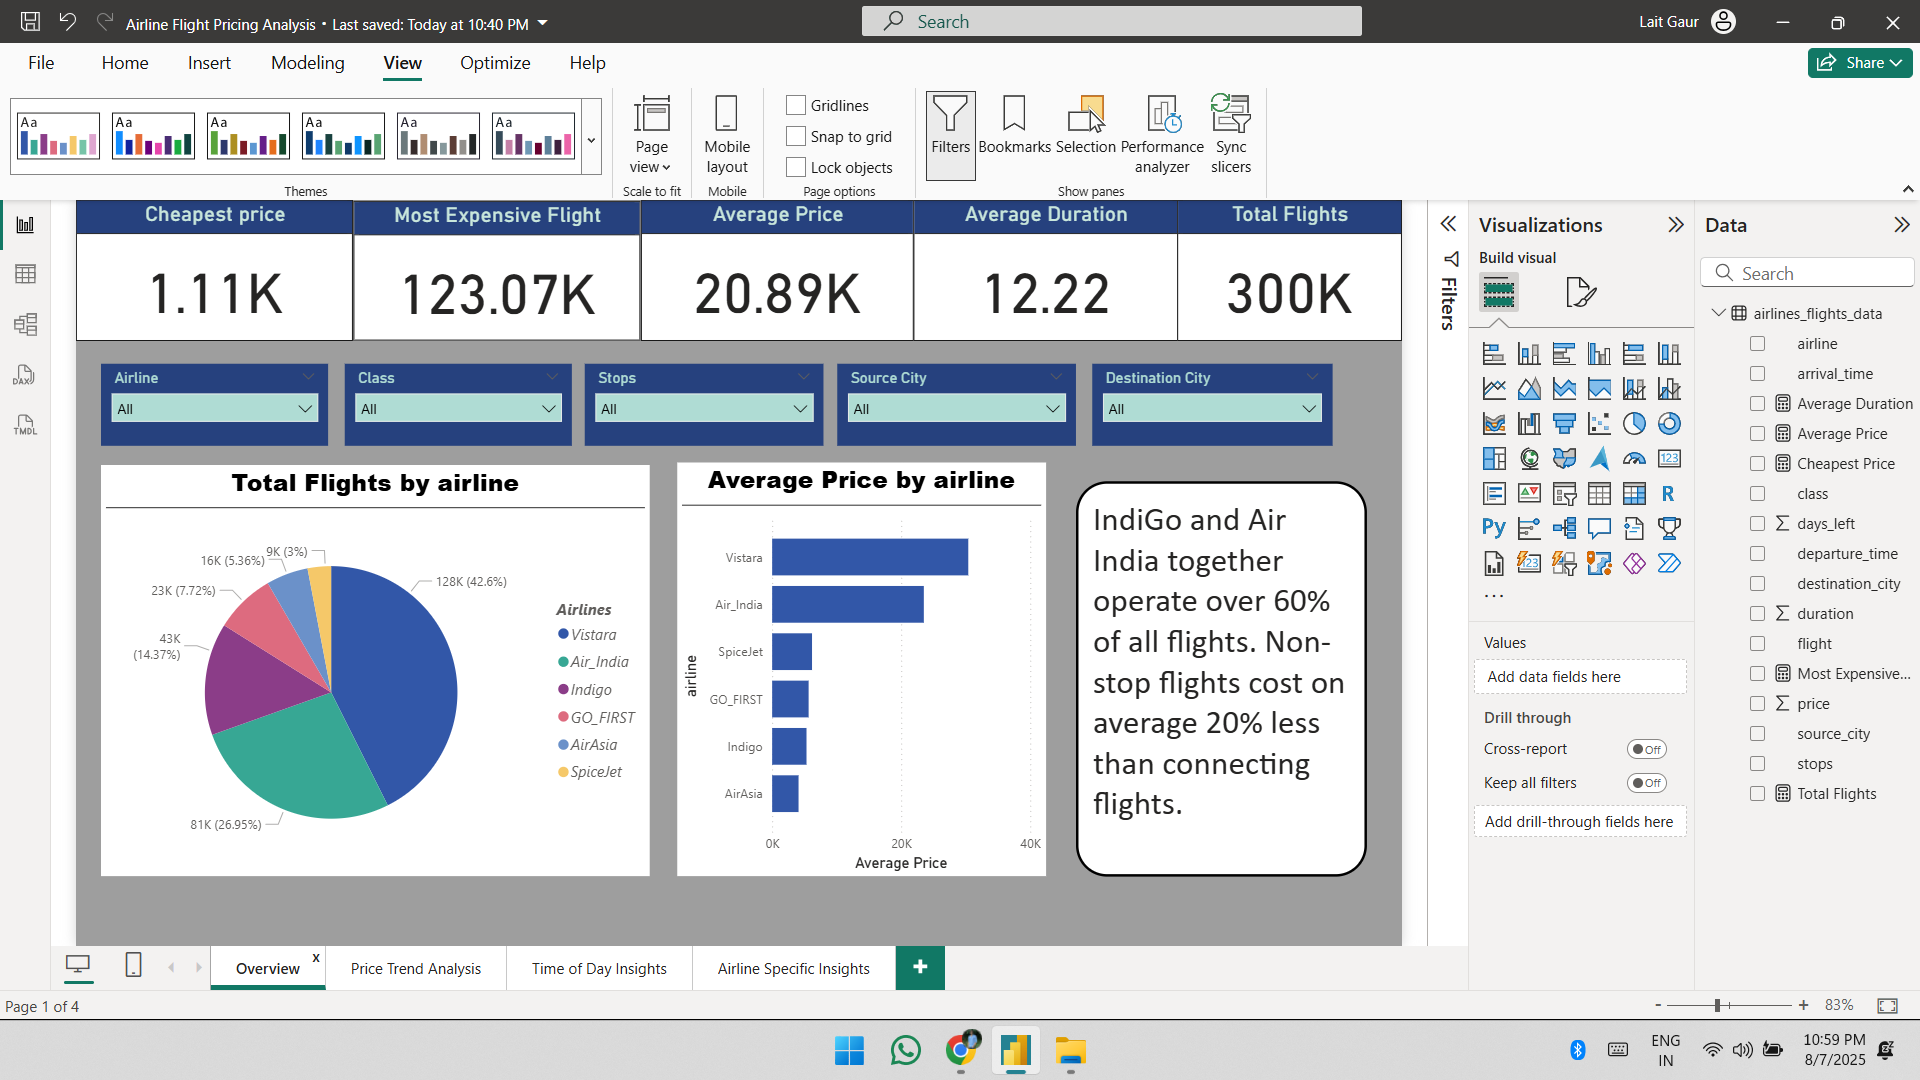 Airline Flight Pricing Analysis • Last saved: Today at 10:40 PM
Search
Lait Gaur
File
Home
Insert
Modeling
View
Optimize
Help
Share
Aa
Aa
Aa
Aa
Aa
Aa
Themes
Page
view
Scale to fit
Mobile
layout
Mobile
Gridlines
Snap to grid
Lock objects
Page options
Filters
Bookmarks
Selection
Performance
analyzer
Sync
slicers
Show panes
DAX
TMDL
Cheapest price
1.11K
Most Expensive Flight
123.07K
Average Price
20.89K
Average Duration
12.22
Total Flights
300K
Airline
All
Class
All
Stops
All
Source City
All
Destination City
All
Total Flights by airline
128K (42.6%)
81K (26.95%)
43K
(14.37%)
23K (7.72%)
16K (5.36%)
9K (3%)
Airlines
Vistara
Air_India
Indigo
GO_FIRST
AirAsia
SpiceJet
Average Price by airline
airline
Vistara
Air_India
SpiceJet
GO_FIRST
Indigo
AirAsia
0K
20K
40K
Average Price
IndiGo and Air
India together
operate over 60%
of all flights. Non-
stop flights cost on
average 20% less
than connecting
flights.
Filters
Visualizations
Build visual
123
R
Py
123
...
Values
Add data fields here
Drill through
Cross-report
Off
Keep all filters
Off
Add drill-through fields here
Data
Search
airlines_flights_data
airline
arrival_time
Average Duration
Average Price
Cheapest Price
class
days_left
departure_time
destination_city
duration
flight
Most Expensive...
price
source_city
stops
Total Flights
Overview
x
Price Trend Analysis
Time of Day Insights
Airline Specific Insights
+
Page 1 of 4
-
+
83%
ENG
IN
10:59 PM
8/7/2025